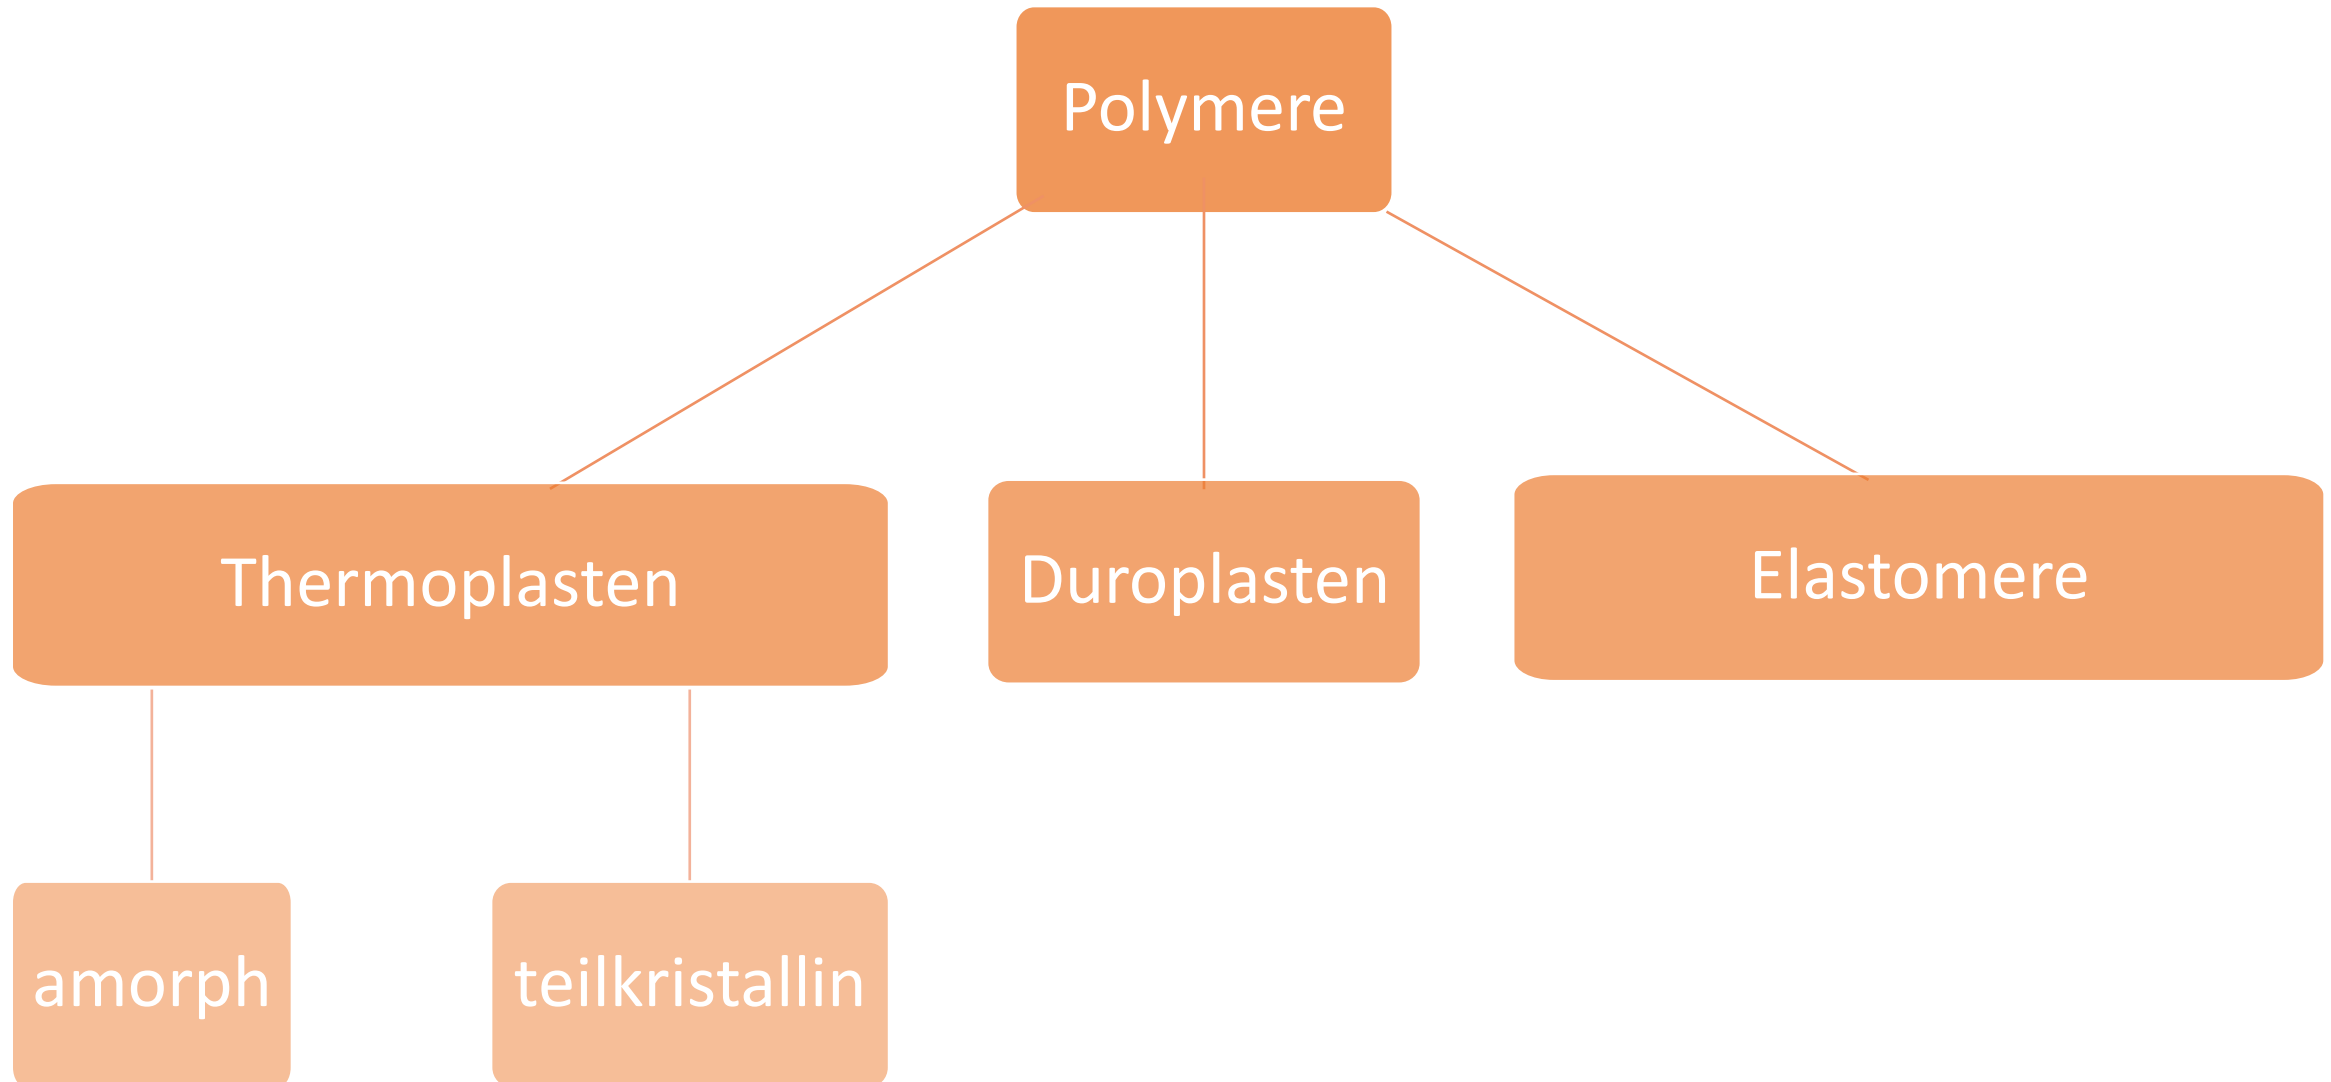 Polymere
Thermoplasten
Duroplasten
Elastomere
amorph
teilkristallin